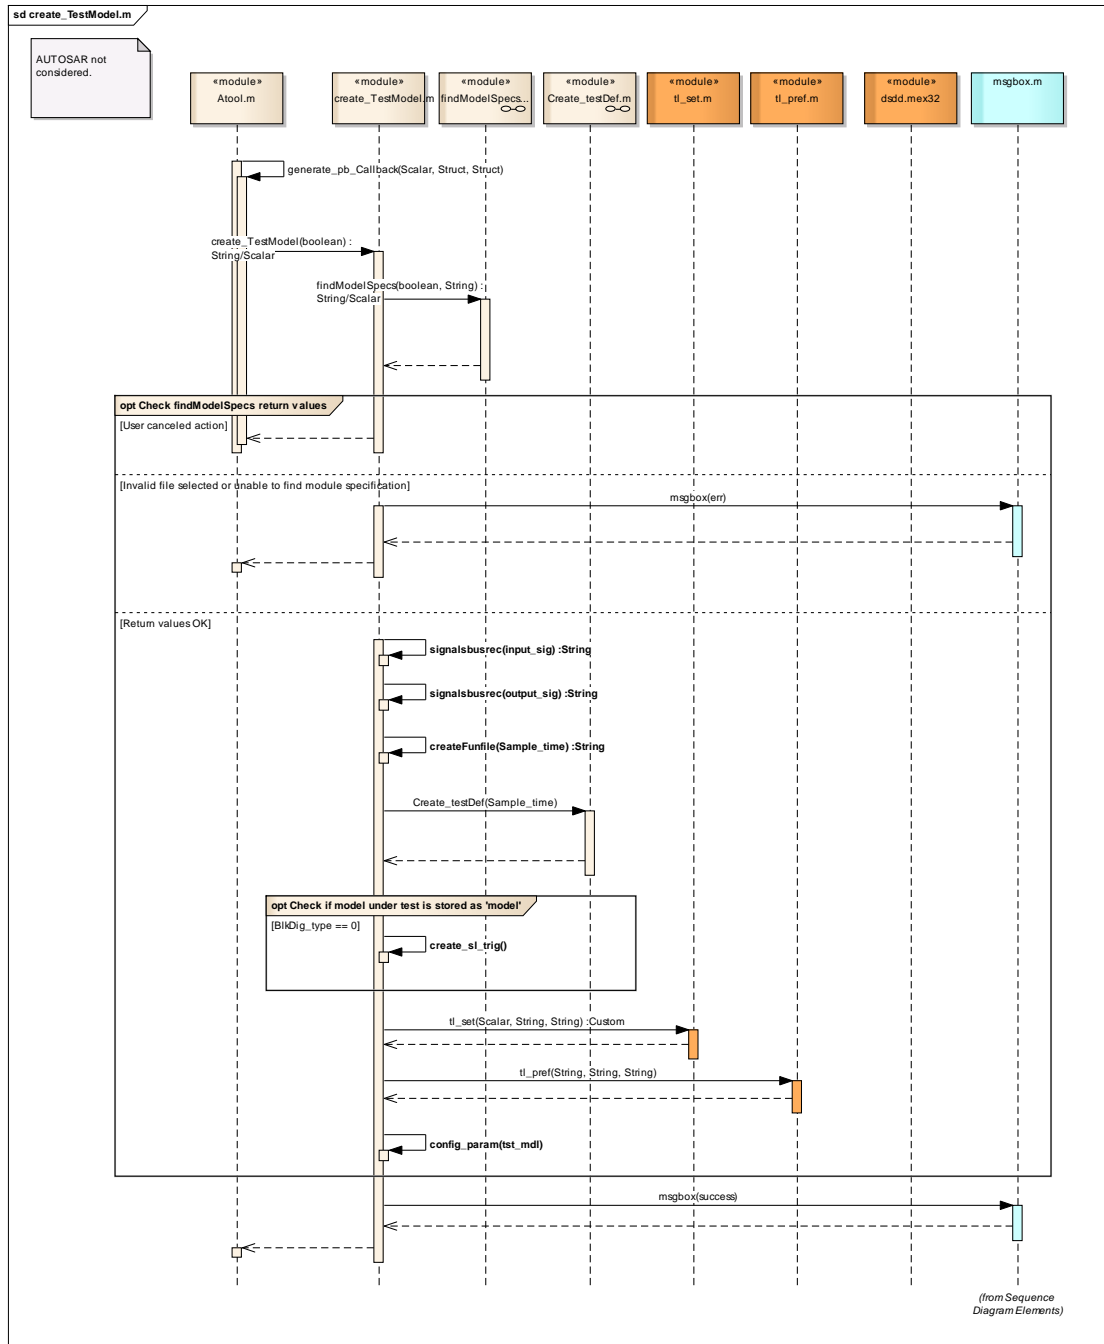 sd create_TestModel.m
AUTOSAR not
considered.
«module»
Atool.m
«module»
create_TestModel.m
«module»
findModelSpecs...
«module»
Create_testDef.m
«module»
tl_set.m
«module»
tl_pref.m
«module»
dsdd.mex32
msgbox.m
generate_pb_Callback(Scalar, Struct, Struct)
create_TestModel(boolean) :
String/Scalar
findModelSpecs(boolean, String) :
String/Scalar
opt Check findModelSpecs return values
[User canceled action]
[Invalid file selected or unable to find module specification]
msgbox(err)
[Return values OK]
signalsbusrec(input_sig) :String
signalsbusrec(output_sig) :String
createFunfile(Sample_time) :String
Create_testDef(Sample_time)
opt Check if model under test is stored as 'model'
[BlkDig_type == 0]
create_sl_trig()
tl_set(Scalar, String, String) :Custom
tl_pref(String, String, String)
config_param(tst_mdl)
msgbox(success)
(from Sequence
Diagram Elements)